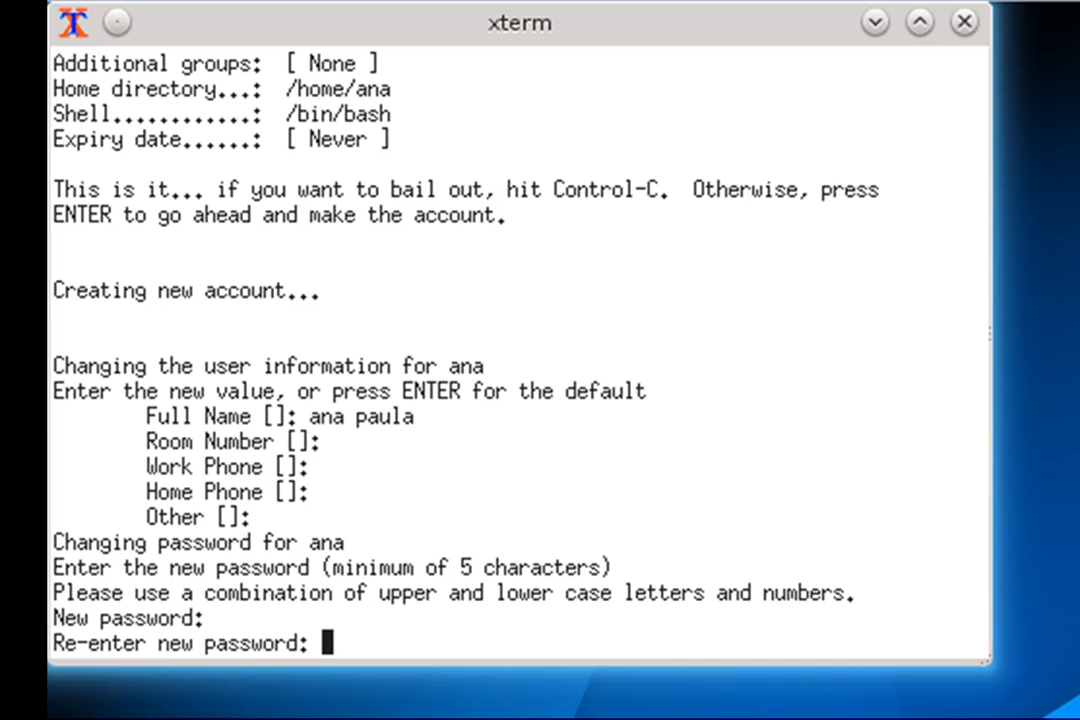 xterm
Additional groups:  [ None ]
Home directory...:  /home/ana
Shell............:  /bin/bash
Expiry date......:  [ Never ]
This is it... if you want to bail out, hit Control-C.  Otherwise, press
ENTER to go ahead and make the account.
Creating new account...
Changing the user information for ana
Enter the new value, or press ENTER for the default
        Full Name []: ana paula
        Room Number []:
        Work Phone []:
        Home Phone []:
        Other []:
Changing password for ana
Enter the new password (minimum of 5 characters)
Please use a combination of upper and lower case letters and numbers.
New password:
Re-enter new password: